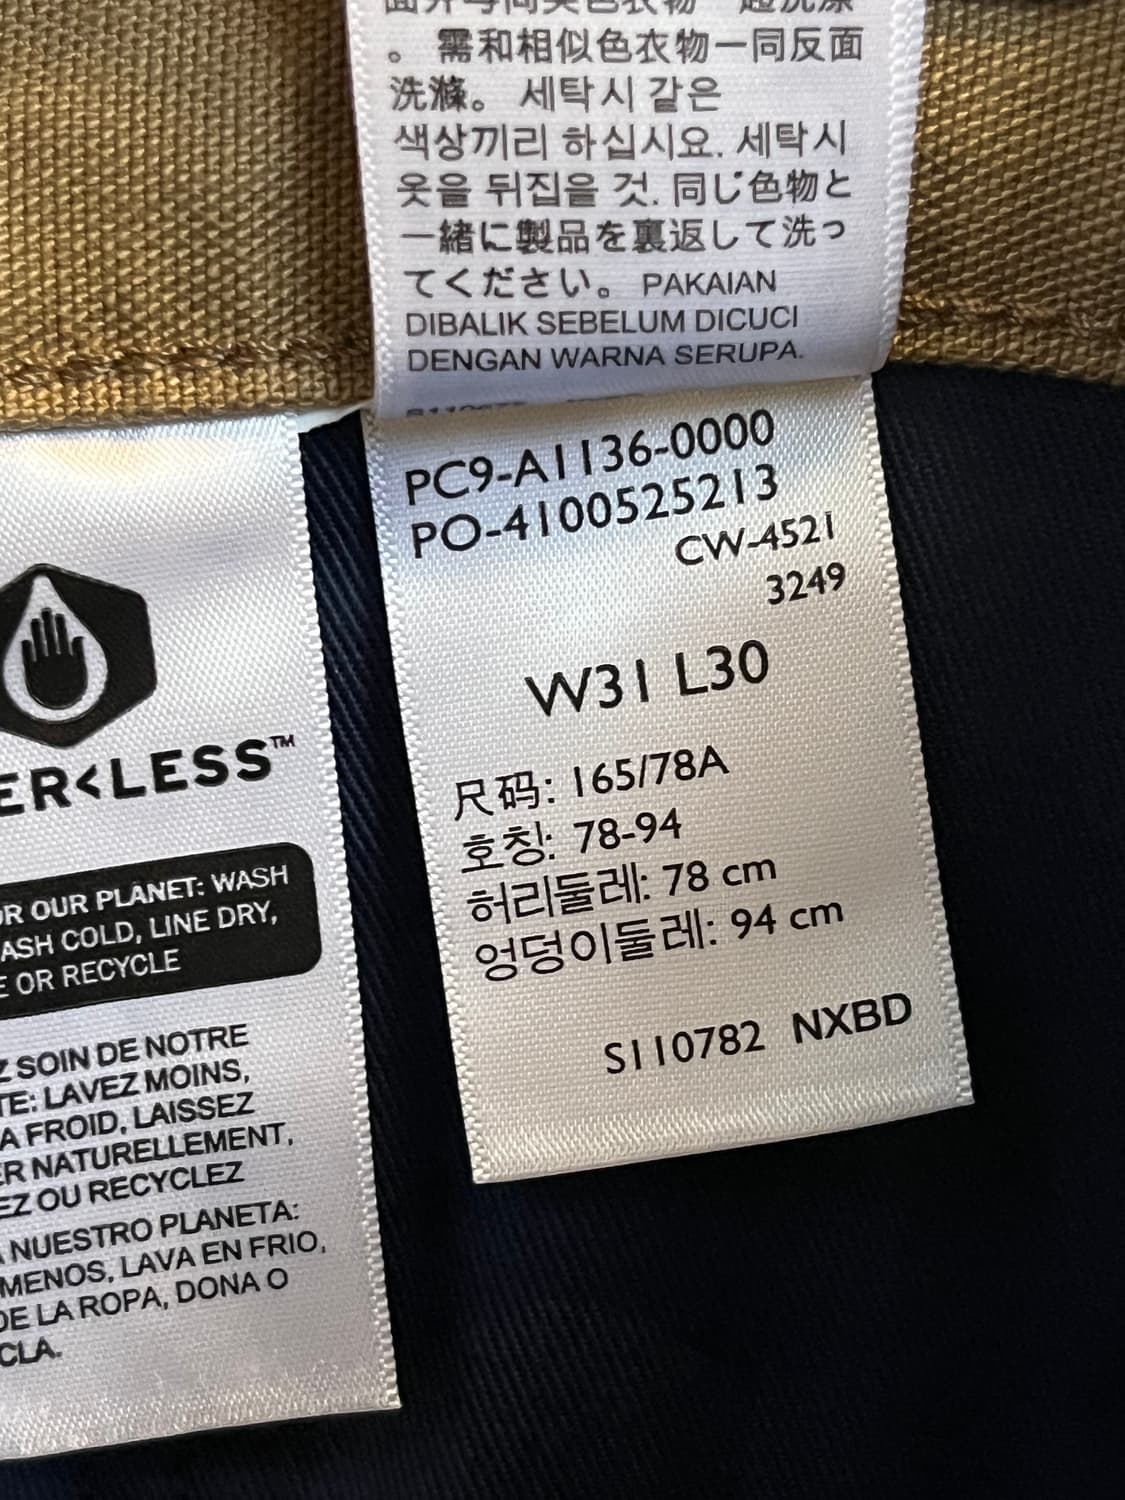 。 需和相似色衣物一同反面
洗滌。 세탁시 같은
색상끼리 하십시요. 세탁시
옷을 뒤집을 것. 同じ色物と
一緒に製品を裏返して洗っ
てください。 PAKAIAN
DIBALIK SEBELUM DICUCI
DENGAN WARNA SERUPA.
PC9-A1136-0000
PO-4100525213
CW-4521
3249
W31 L30
尺码: 165/78A
호칭: 78-94
허리둘레: 78 cm
엉덩이둘레: 94 cm
S110782 NXBD
ER<LESS™
OR OUR PLANET: WASH
ASH COLD, LINE DRY,
E OR RECYCLE
Z SOIN DE NOTRE
TE: LAVEZ MOINS,
A FROID, LAISSEZ
ER NATURELLEMENT,
EZ OU RECYCLEZ
A NUESTRO PLANETA:
MENOS, LAVA EN FRIO,
DE LA ROPA, DONA O
CLA.